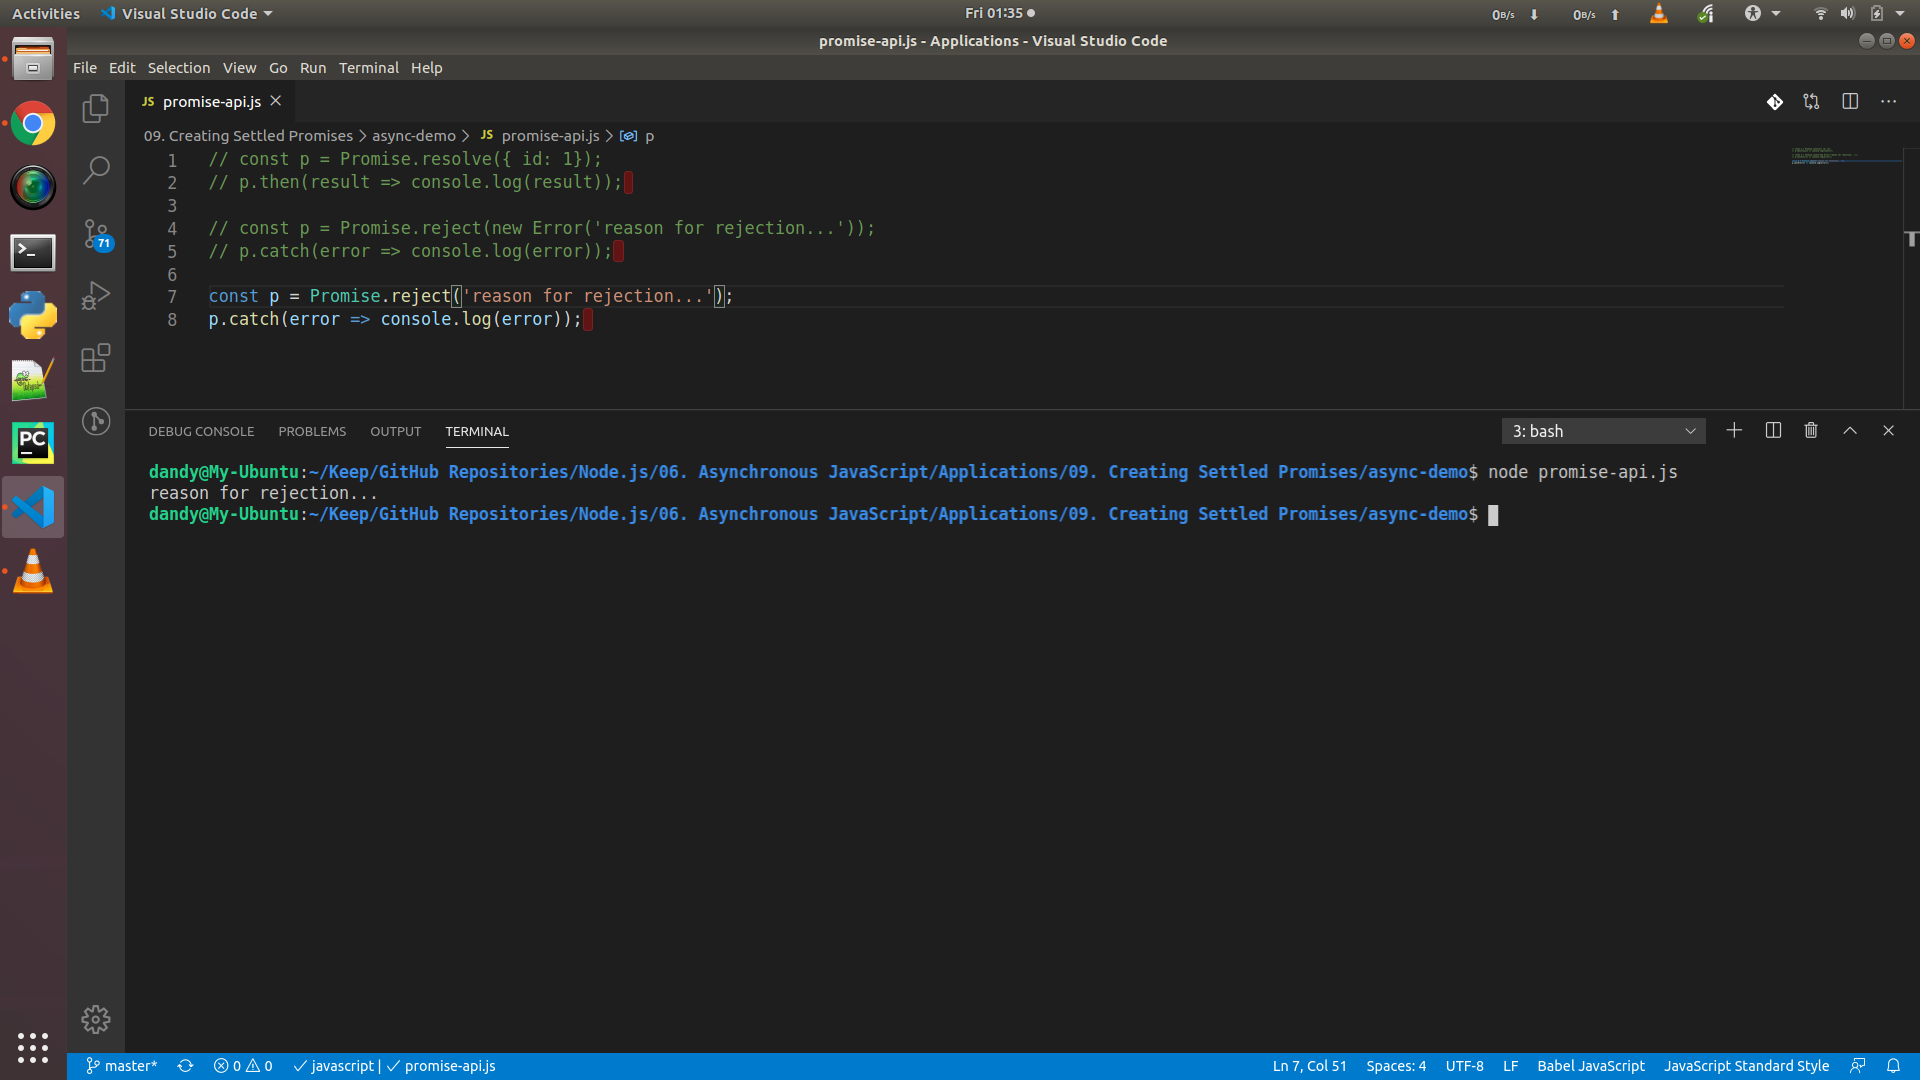 Activities Visual Studio Code Fri 01:35 0B/s 0B/s
promise-api.js - Applications - Visual Studio Code
File Edit Selection View Go Run Terminal Help
JS promise-api.js
09. Creating Settled Promises > async-demo > JS promise-api.js > p
1 // const p = Promise.resolve({ id: 1});
2 // p.then(result => console.log(result));
3
4 // const p = Promise.reject(new Error('reason for rejection...'));
5 // p.catch(error => console.log(error));
6
7 const p = Promise.reject('reason for rejection...');
8 p.catch(error => console.log(error));
71
PC
DEBUG CONSOLE PROBLEMS OUTPUT TERMINAL 3: bash
dandy@My-Ubuntu:~/Keep/GitHub Repositories/Node.js/06. Asynchronous JavaScript/Applications/09. Creating Settled Promises/async-demo$ node promise-api.js
reason for rejection...
dandy@My-Ubuntu:~/Keep/GitHub Repositories/Node.js/06. Asynchronous JavaScript/Applications/09. Creating Settled Promises/async-demo$
master* 0 0 javascript | promise-api.js Ln 7, Col 51 Spaces: 4 UTF-8 LF Babel JavaScript JavaScript Standard Style